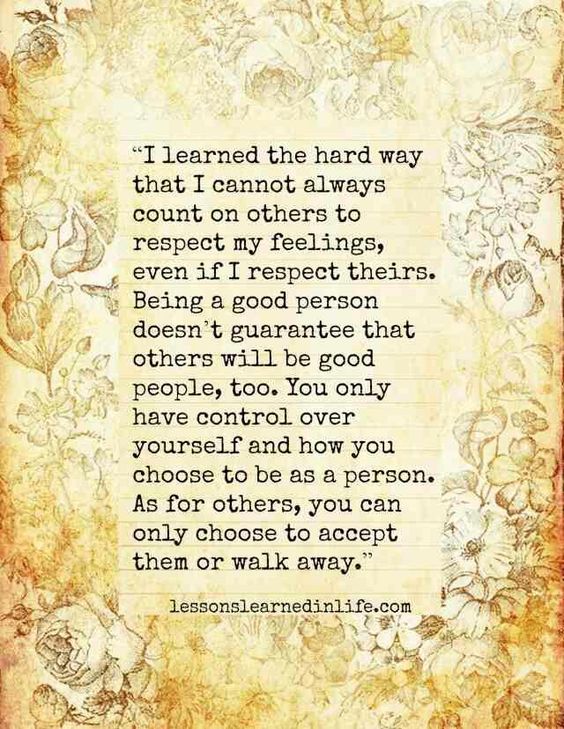 “I learned the hard way
that I cannot always
count on others to
respect my feelings,
even if I respect theirs.
Being a good person
doesn't guarantee that
others will be good
people, too. You only
have control over
yourself and how you
choose to be as a person.
As for others, you can
only choose to accept
them or walk away.”
lessonslearnedinlife.com